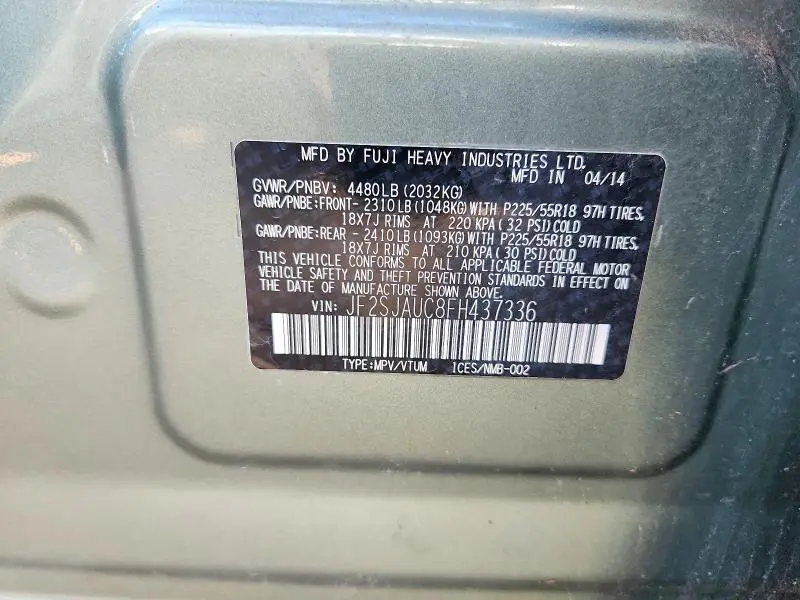 MFD BY FUJI HEAVY INDUSTRIES LTD.
MFD IN 04/14
GVWR/PNBV: 4480LB (2032KG)
GAWR/PNBE:FRONT- 2310LB(1048KG)WITH P225/55R18 97H TIRES,
18X7J RIMS AT 220 KPA( 32 PSI)COLD
GAWR/PNBE:REAR - 2410LB(1093KG)WITH P225/55R18 97H TIRES,
18X7J RIMS AT 210 KPA( 30 PSI)COLD
THIS VEHICLE CONFORMS TO ALL APPLICABLE FEDERAL MOTOR
VEHICLE SAFETY AND THEFT PREVENTION STANDARDS IN EFFECT ON
THE DATE OF MANUFACTURE SHOWN ABOVE.
VIN: JF2SJAUC8FH437336
TYPE:MPV/VTUM ICES/NMB-002